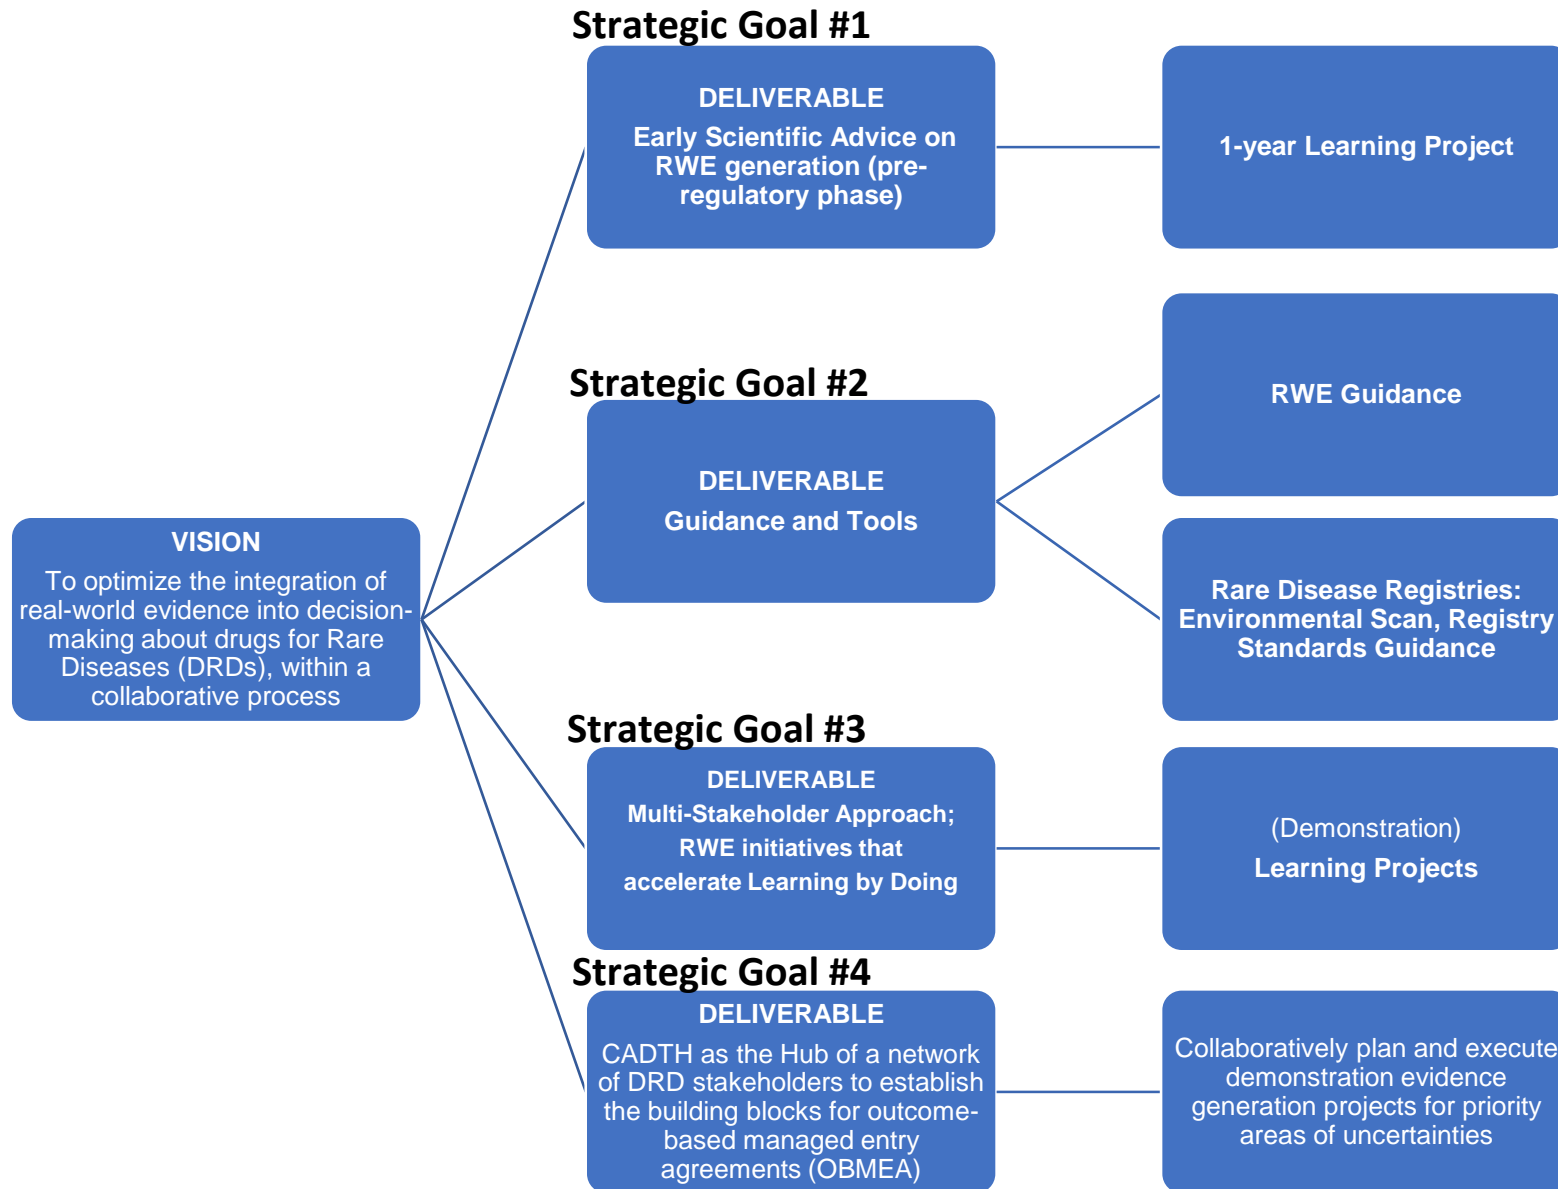 Strategic Goal #1
DELIVERABLE
Early Scientific Advice on
RWE generation (pre-
regulatory phase)
1-year Learning Project
Strategic Goal #2
DELIVERABLE
Guidance and Tools
RWE Guidance
Rare Disease Registries:
Environmental Scan, Registry
Standards Guidance
VISION
To optimize the integration of
real-world evidence into decision-
making about drugs for Rare
Diseases (DRDs), within a
collaborative process
Strategic Goal #3
DELIVERABLE
Multi-Stakeholder Approach;
RWE initiatives that
accelerate Learning by Doing
(Demonstration)
Learning Projects
Strategic Goal #4
DELIVERABLE
CADTH as the Hub of a network
of DRD stakeholders to establish
the building blocks for outcome-
based managed entry
agreements (OBMEA)
Collaboratively plan and execute
demonstration evidence
generation projects for priority
areas of uncertainties